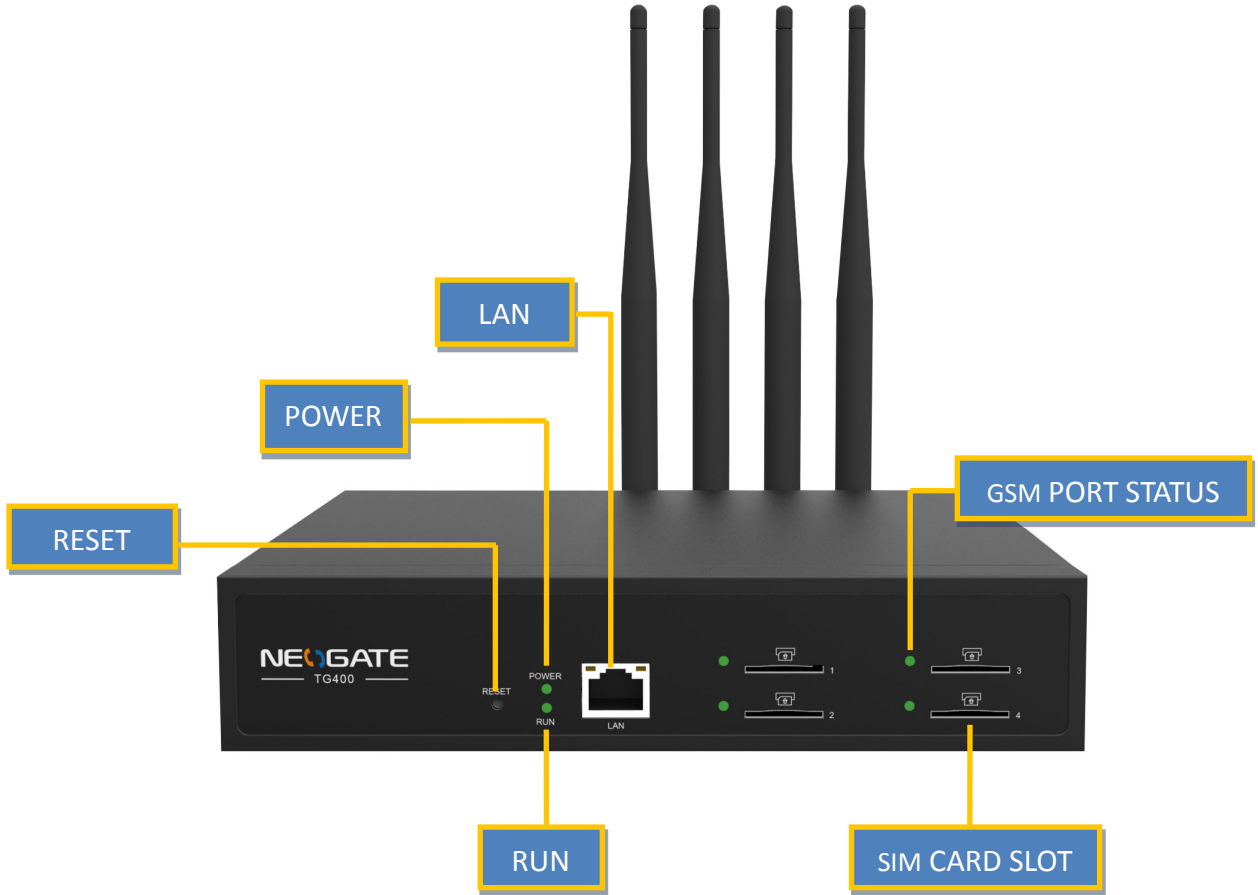 LAN
POWER
GSM PORT STATUS
RESET
NEOGATE
TG400
RESET
POWER
RUN
LAN
1
2
3
4
RUN
SIM CARD SLOT